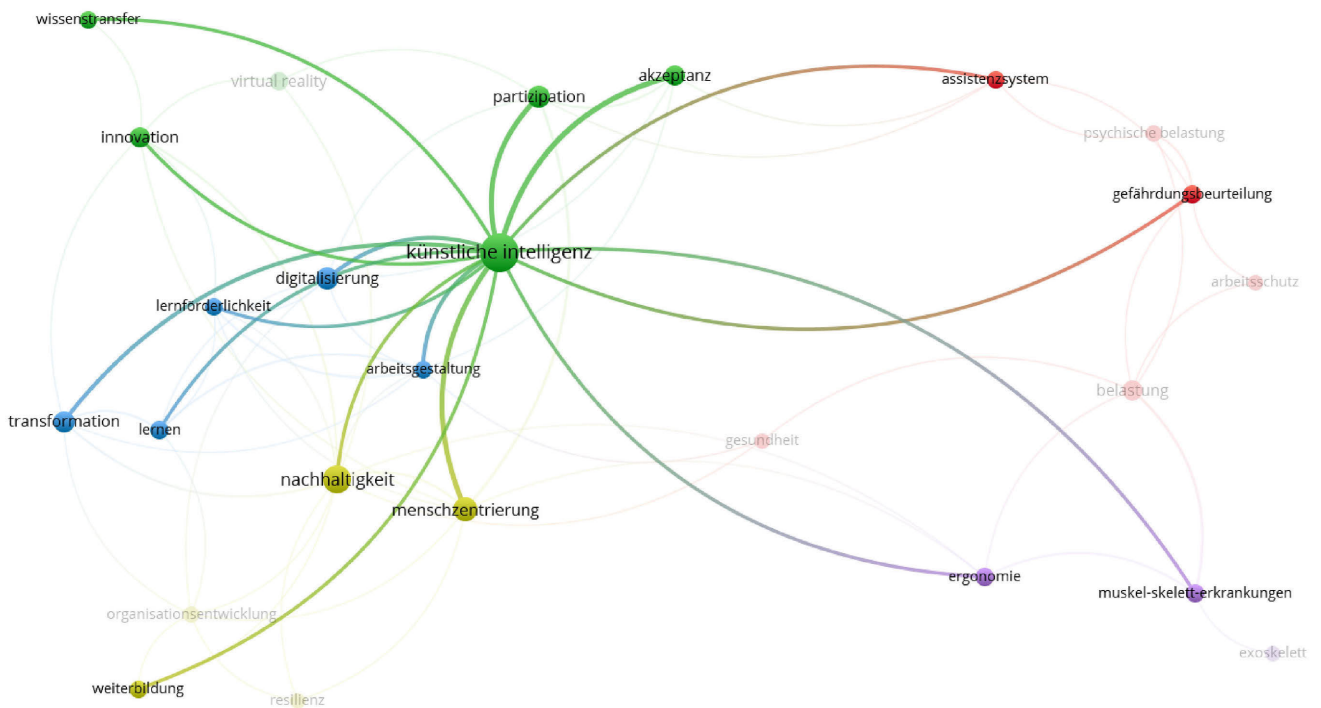 wissenstransfer
virtual reality
akzeptanz
assistenzsystem
partizipation
innovation
psychische belastung
gefährdungsbeurteilung
künstliche intelligenz
digitalisierung
arbeitsschutz
lernförderlichkeit
arbeitsgestaltung
belastung
transformation
lernen
gesundheit
nachhaltigkeit
menschzentrierung
ergonomie
muskel-skelett-erkrankungen
organisationsentwicklung
exoskelett
weiterbildung
resilienz